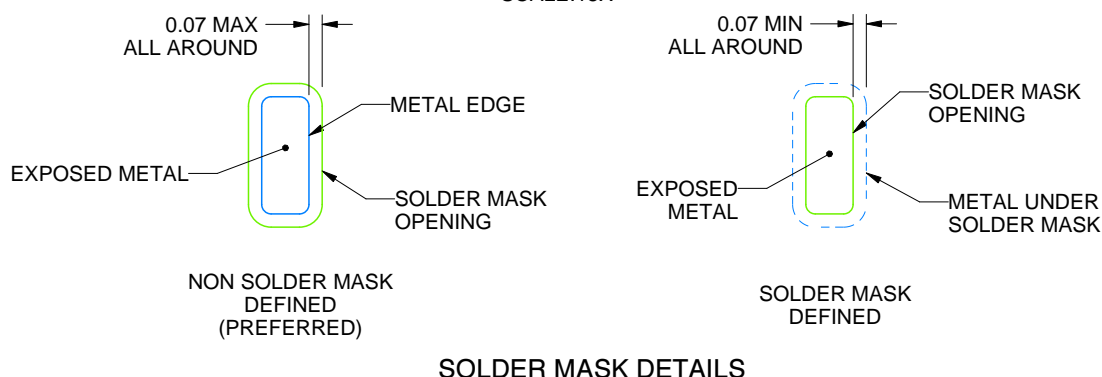 0.07 MAX
ALL AROUND
METAL EDGE
EXPOSED METAL
SOLDER MASK
OPENING
NON SOLDER MASK
DEFINED
(PREFERRED)
0.07 MIN
ALL AROUND
SOLDER MASK
OPENING
EXPOSED
METAL
METAL UNDER
SOLDER MASK
SOLDER MASK
DEFINED
SOLDER MASK DETAILS